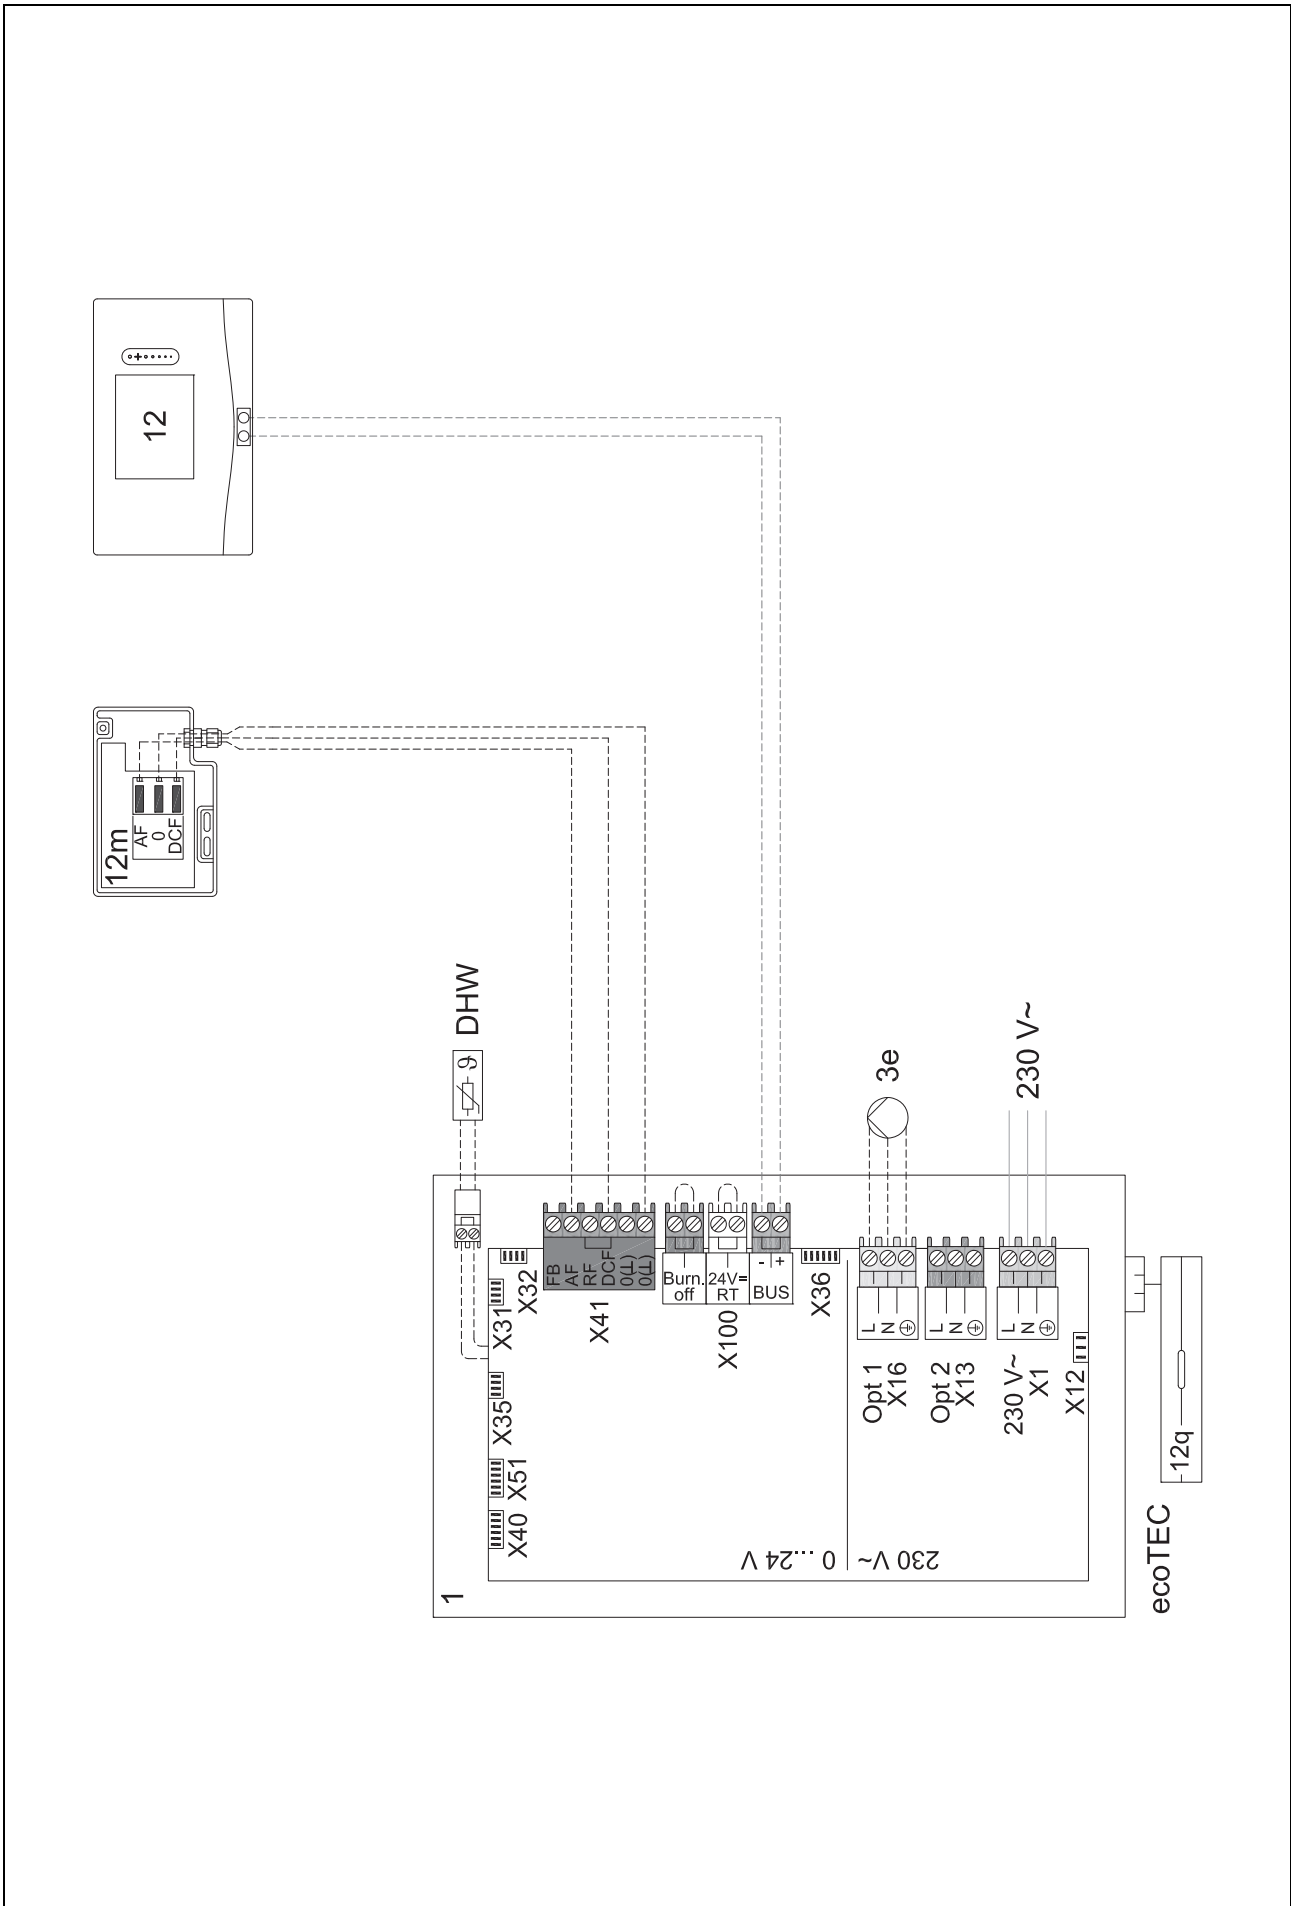 12
12m
AF
0
DCF
DHW
ϑ
3e
230 V~
1
X40
X51
X35
X31
X32
X41
FB
AF
RF
DCF
0(⊥)
0(⊥)
Burn.
off
24V=
RT
X100
- +
BUS
X36
0...24 V
230 V~
L
N
Opt 1
X16
L
N
Opt 2
X13
L
N
230 V~
X1
X12
12q
ecoTEC